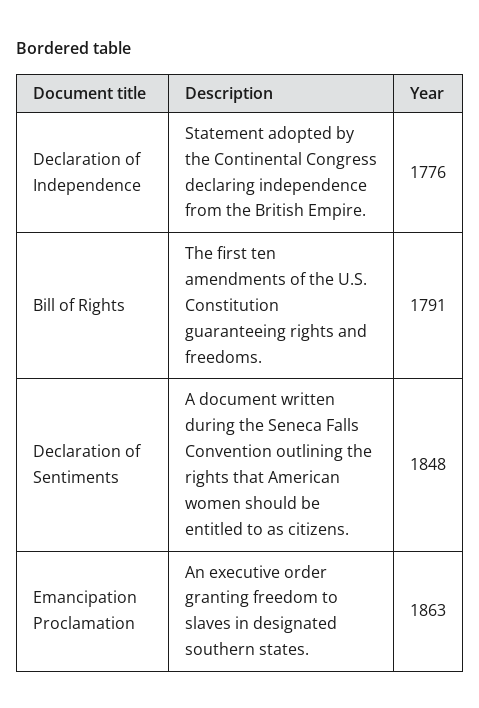 Bordered table
Document title Description Year
Declaration of
Independence
Statement adopted by
the Continental Congress
declaring independence
from the British Empire.
1776
Bill of Rights
The first ten
amendments of the U.S.
Constitution
guaranteeing rights and
freedoms.
1791
Declaration of
Sentiments
A document written
during the Seneca Falls
Convention outlining the
rights that American
women should be
entitled to as citizens.
1848
Emancipation
Proclamation
An executive order
granting freedom to
slaves in designated
southern states.
1863